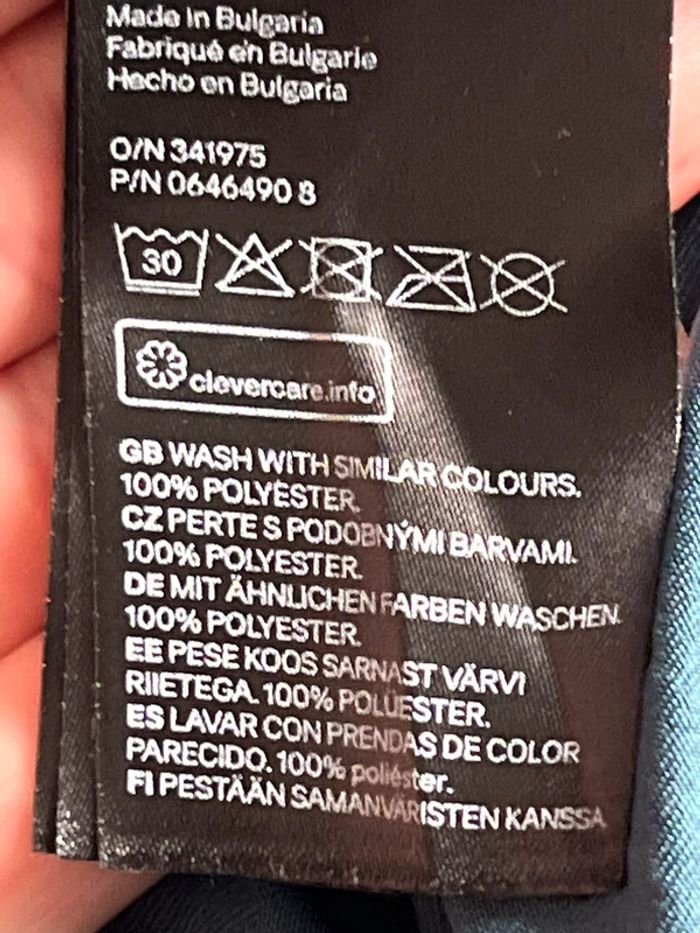 Made in Bulgaria
Fabriqué en Bulgarie
Hecho en Bulgaria
O/N 341975
P/N 0646490 8
30
clevercare.info
GB WASH WITH SIMILAR COLOURS.
100% POLYESTER.
CZ PERTE S PODOBNÝMI BARVAMI.
100% POLYESTER.
DE MIT ÄHNLICHEN FARBEN WASCHEN.
100% POLYESTER.
EE PESE KOOS SARNAST VÄRVI
RIIETEGA. 100% POLÜESTER.
ES LAVAR CON PRENDAS DE COLOR
PARECIDO. 100% poliéster.
FI PESTÄÄN SAMANVÄRISTEN KANSSA